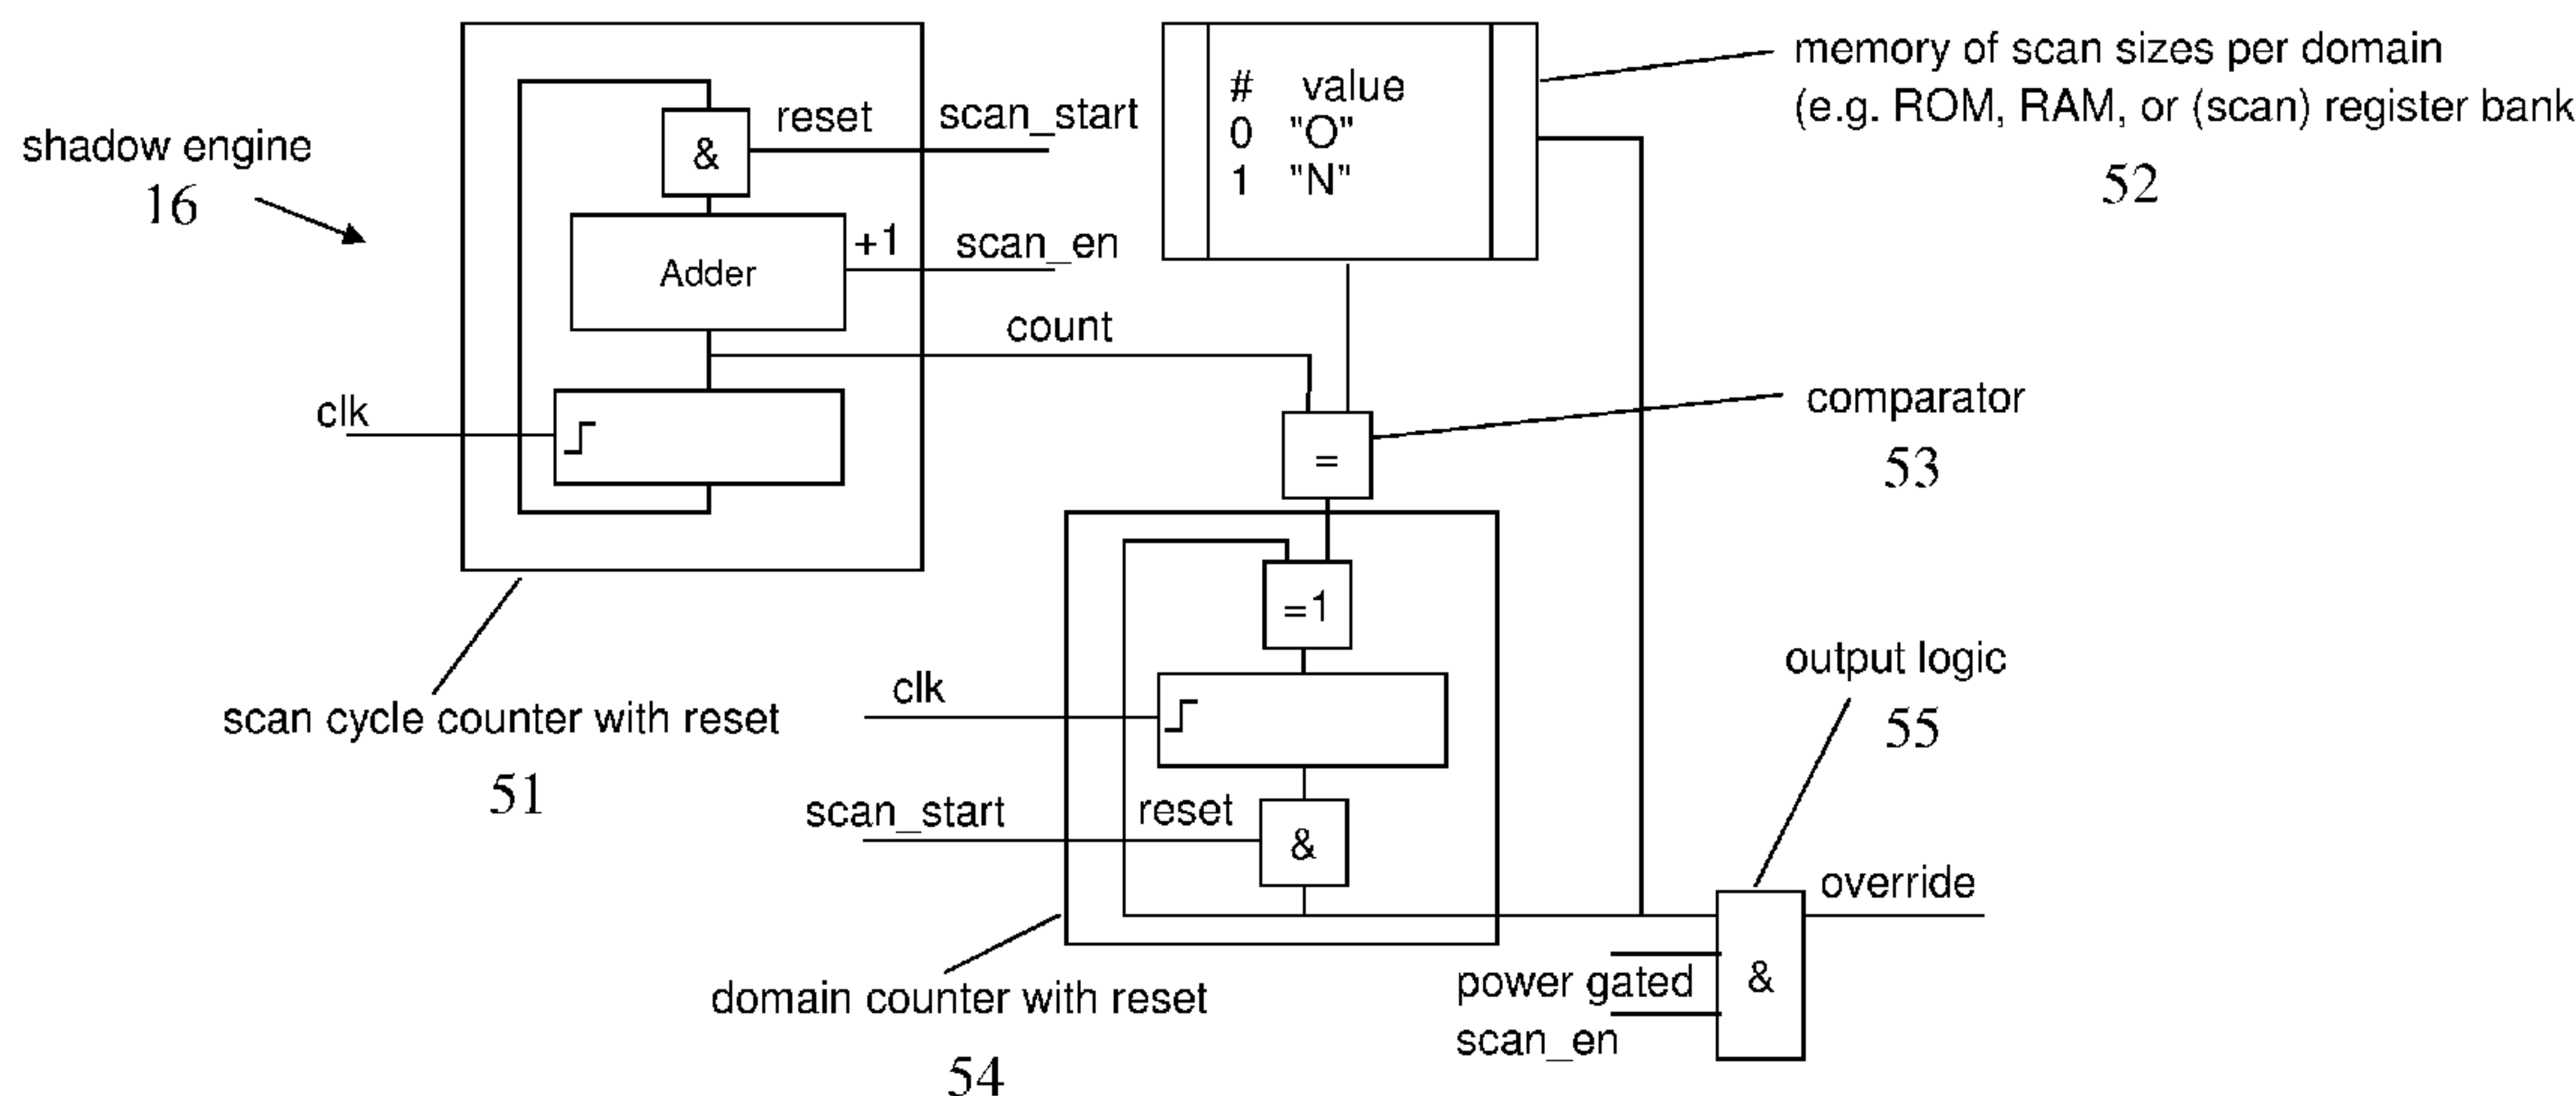 shadow engine
16
&
reset
scan_start
Adder
+1
scan_en
count
clk
scan cycle counter with reset
51
# value
0 "O"
1 "N"
memory of scan sizes per domain
(e.g. ROM, RAM, or (scan) register bank
52
=
comparator
53
=1
clk
scan_start
reset
&
domain counter with reset
54
output logic
55
override
power gated
scan_en
&